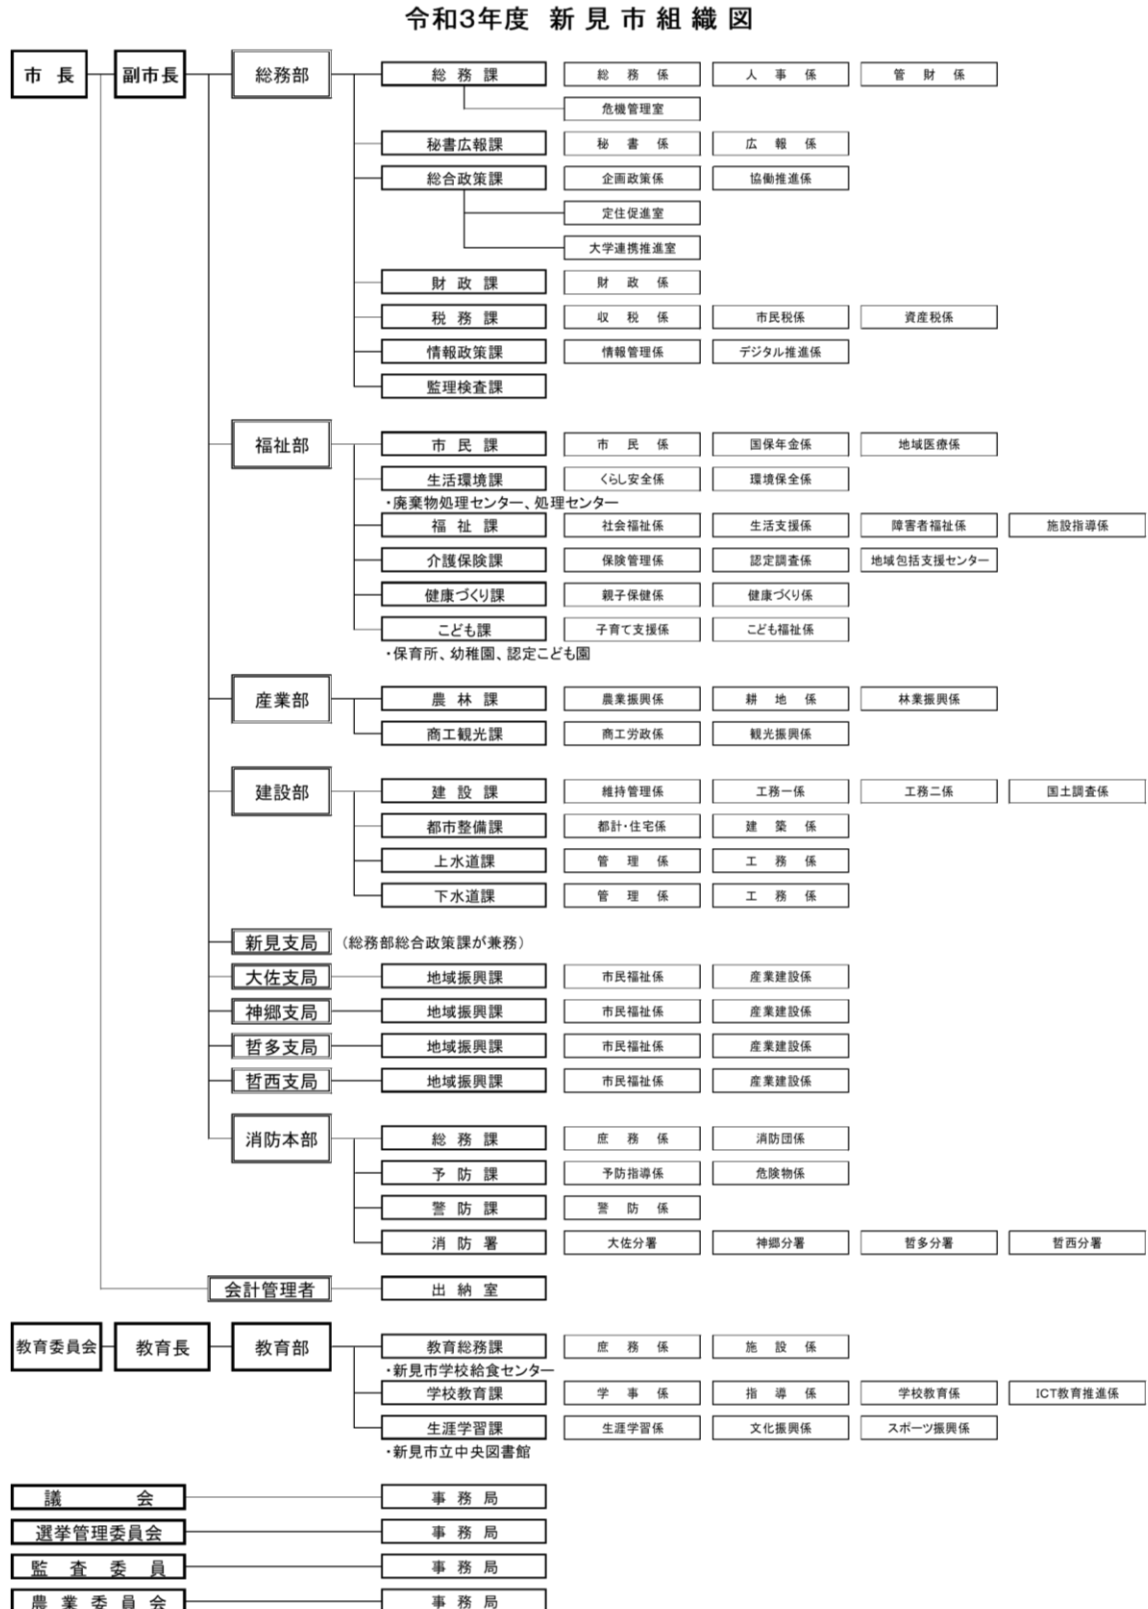 令和3年度 新見市組織図
市長 副市長 総務部 総務課 総務係 人事係 管財係
危機管理室
秘書広報課 秘書係 広報係
総合政策課 企画政策係 協働推進係
定住促進室
大学連携推進室
財政課 財政係
税務課 収税係 市民税係 資産税係
情報政策課 情報管理係 デジタル推進係
監理検査課
福祉部 市民課 市民係 国保年金係 地域医療係
生活環境課 くらし安全係 環境保全係
・廃棄物処理センター、処理センター
福祉課 社会福祉係 生活支援係 障害者福祉係 施設指導係
介護保険課 保険管理係 認定調査係 地域包括支援センター
健康づくり課 親子保健係 健康づくり係
こども課 子育て支援係 こども福祉係
・保育所、幼稚園、認定こども園
産業部 農林課 農業振興係 耕地係 林業振興係
商工観光課 商工労政係 観光振興係
建設部 建設課 維持管理係 工務一係 工務二係 国土調査係
都市整備課 都計・住宅係 建築係
上水道課 管理係 工務係
下水道課 管理係 工務係
新見支局 (総務部総合政策課が兼務)
大佐支局 地域振興課 市民福祉係 産業建設係
神郷支局 地域振興課 市民福祉係 産業建設係
哲多支局 地域振興課 市民福祉係 産業建設係
哲西支局 地域振興課 市民福祉係 産業建設係
消防本部 総務課 庶務係 消防団係
予防課 予防指導係 危険物係
警防課 警防係
消防署 大佐分署 神郷分署 哲多分署 哲西分署
会計管理者 出納室
教育委員会 教育長 教育部 教育総務課 庶務係 施設係
・新見市学校給食センター
学校教育課 学事係 指導係 学校教育係 ICT教育推進係
生涯学習課 生涯学習係 文化振興係 スポーツ振興係
・新見市立中央図書館
議会 事務局
選挙管理委員会 事務局
監査委員 事務局
農業委員会 事務局